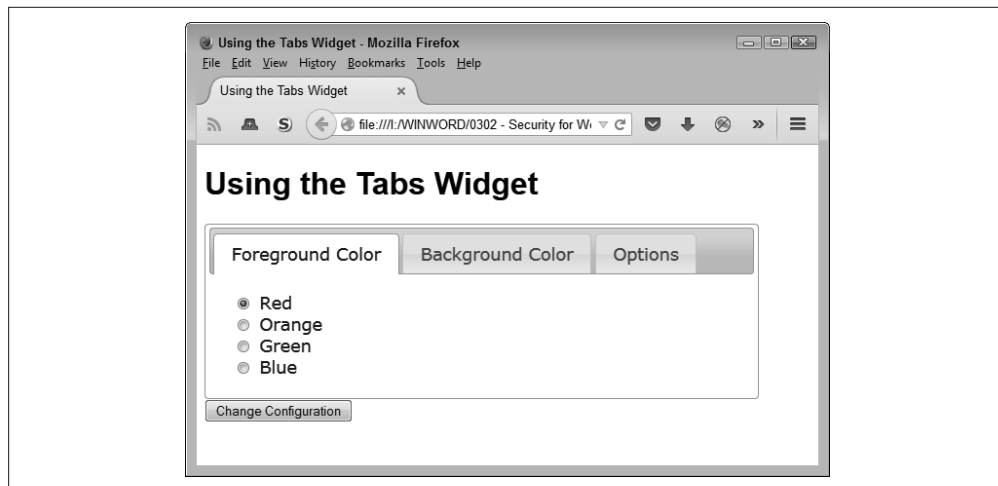 Using the Tabs Widget - Mozilla Firefox
File Edit View History Bookmarks Tools Help
Using the Tabs Widget
S file:///I:/WINWORD/0302 - Security for W
Using the Tabs Widget
Foreground Color Background Color Options
Red
Orange
Green
Blue
Change Configuration